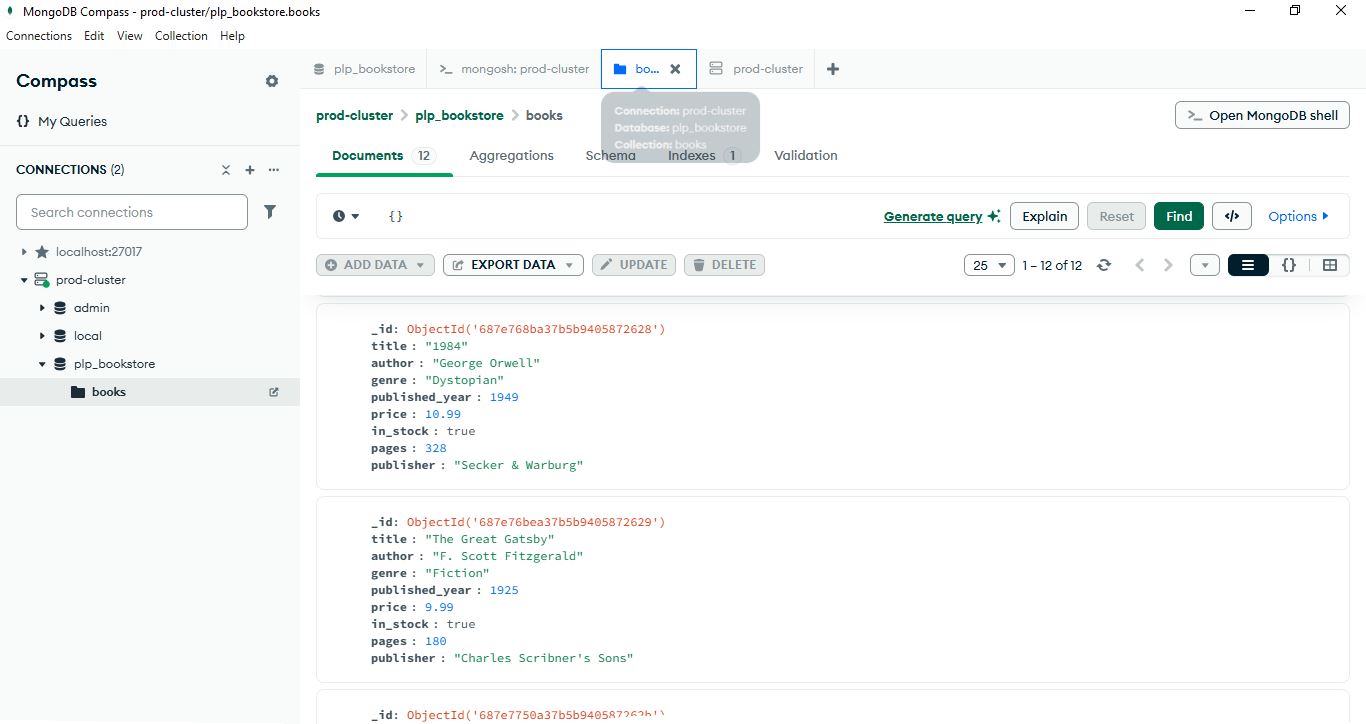 MongoDB Compass - prod-cluster/plp_bookstore.books
Connections Edit View Collection Help
Compass
{} My Queries
CONNECTIONS (2)
Search connections
localhost:27017
prod-cluster
admin
local
plp_bookstore
books
plp_bookstore
mongosh: prod-cluster
bo...
prod-cluster
prod-cluster > plp_bookstore > books
Connection: prod-cluster
Database: plp_bookstore
Collection: books
>_ Open MongoDB shell
Documents 12 Aggregations Schema Indexes 1 Validation
{}
Generate query Explain Reset Find </> Options
ADD DATA EXPORT DATA UPDATE DELETE
25 1 – 12 of 12 {}
_id: ObjectId('687e768ba37b5b9405872628')
title : "1984"
author : "George Orwell"
genre : "Dystopian"
published_year : 1949
price : 10.99
in_stock : true
pages : 328
publisher : "Secker & Warburg"
_id: ObjectId('687e76bea37b5b9405872629')
title : "The Great Gatsby"
author : "F. Scott Fitzgerald"
genre : "Fiction"
published_year : 1925
price : 9.99
in_stock : true
pages : 180
publisher : "Charles Scribner's Sons"
_id: ObjectId('687e7750a37b5b940587262b')